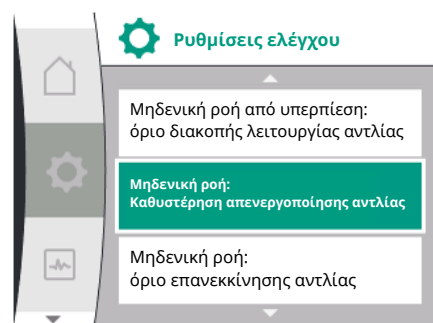 Ρυθμίσεις ελέγχου
Μηδενική ροή από υπερπίεση:
όριο διακοπής λειτουργίας αντλίας
Μηδενική ροή:
Καθυστέρηση απενεργοποίησης αντλίας
Μηδενική ροή:
όριο επανεκκίνησης αντλίας